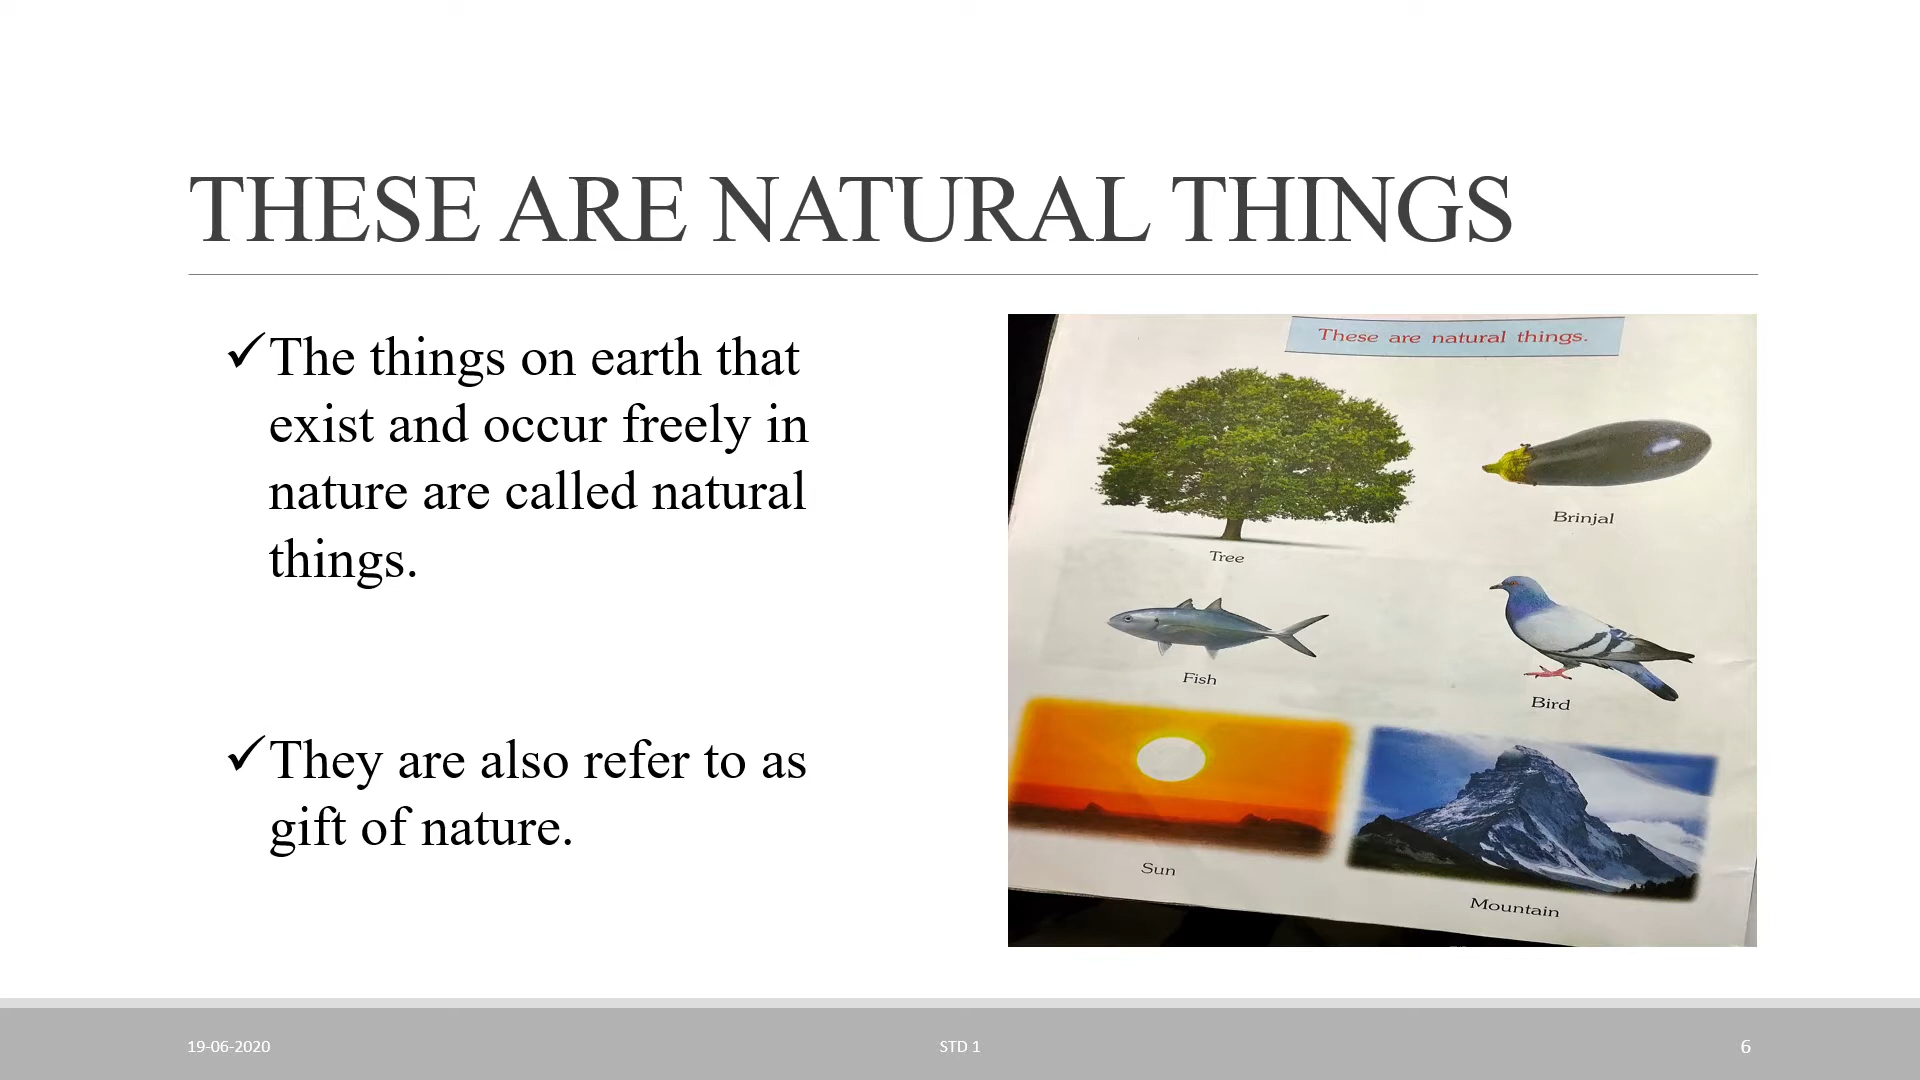 THESE ARE NATURAL THINGS
✓The things on earth that
exist and occur freely in
nature are called natural
things.
✓They are also refer to as
gift of nature.
These are natural things.
Tree
Brinjal
Fish
Bird
Sun
Mountain
19-06-2020
STD 1
6